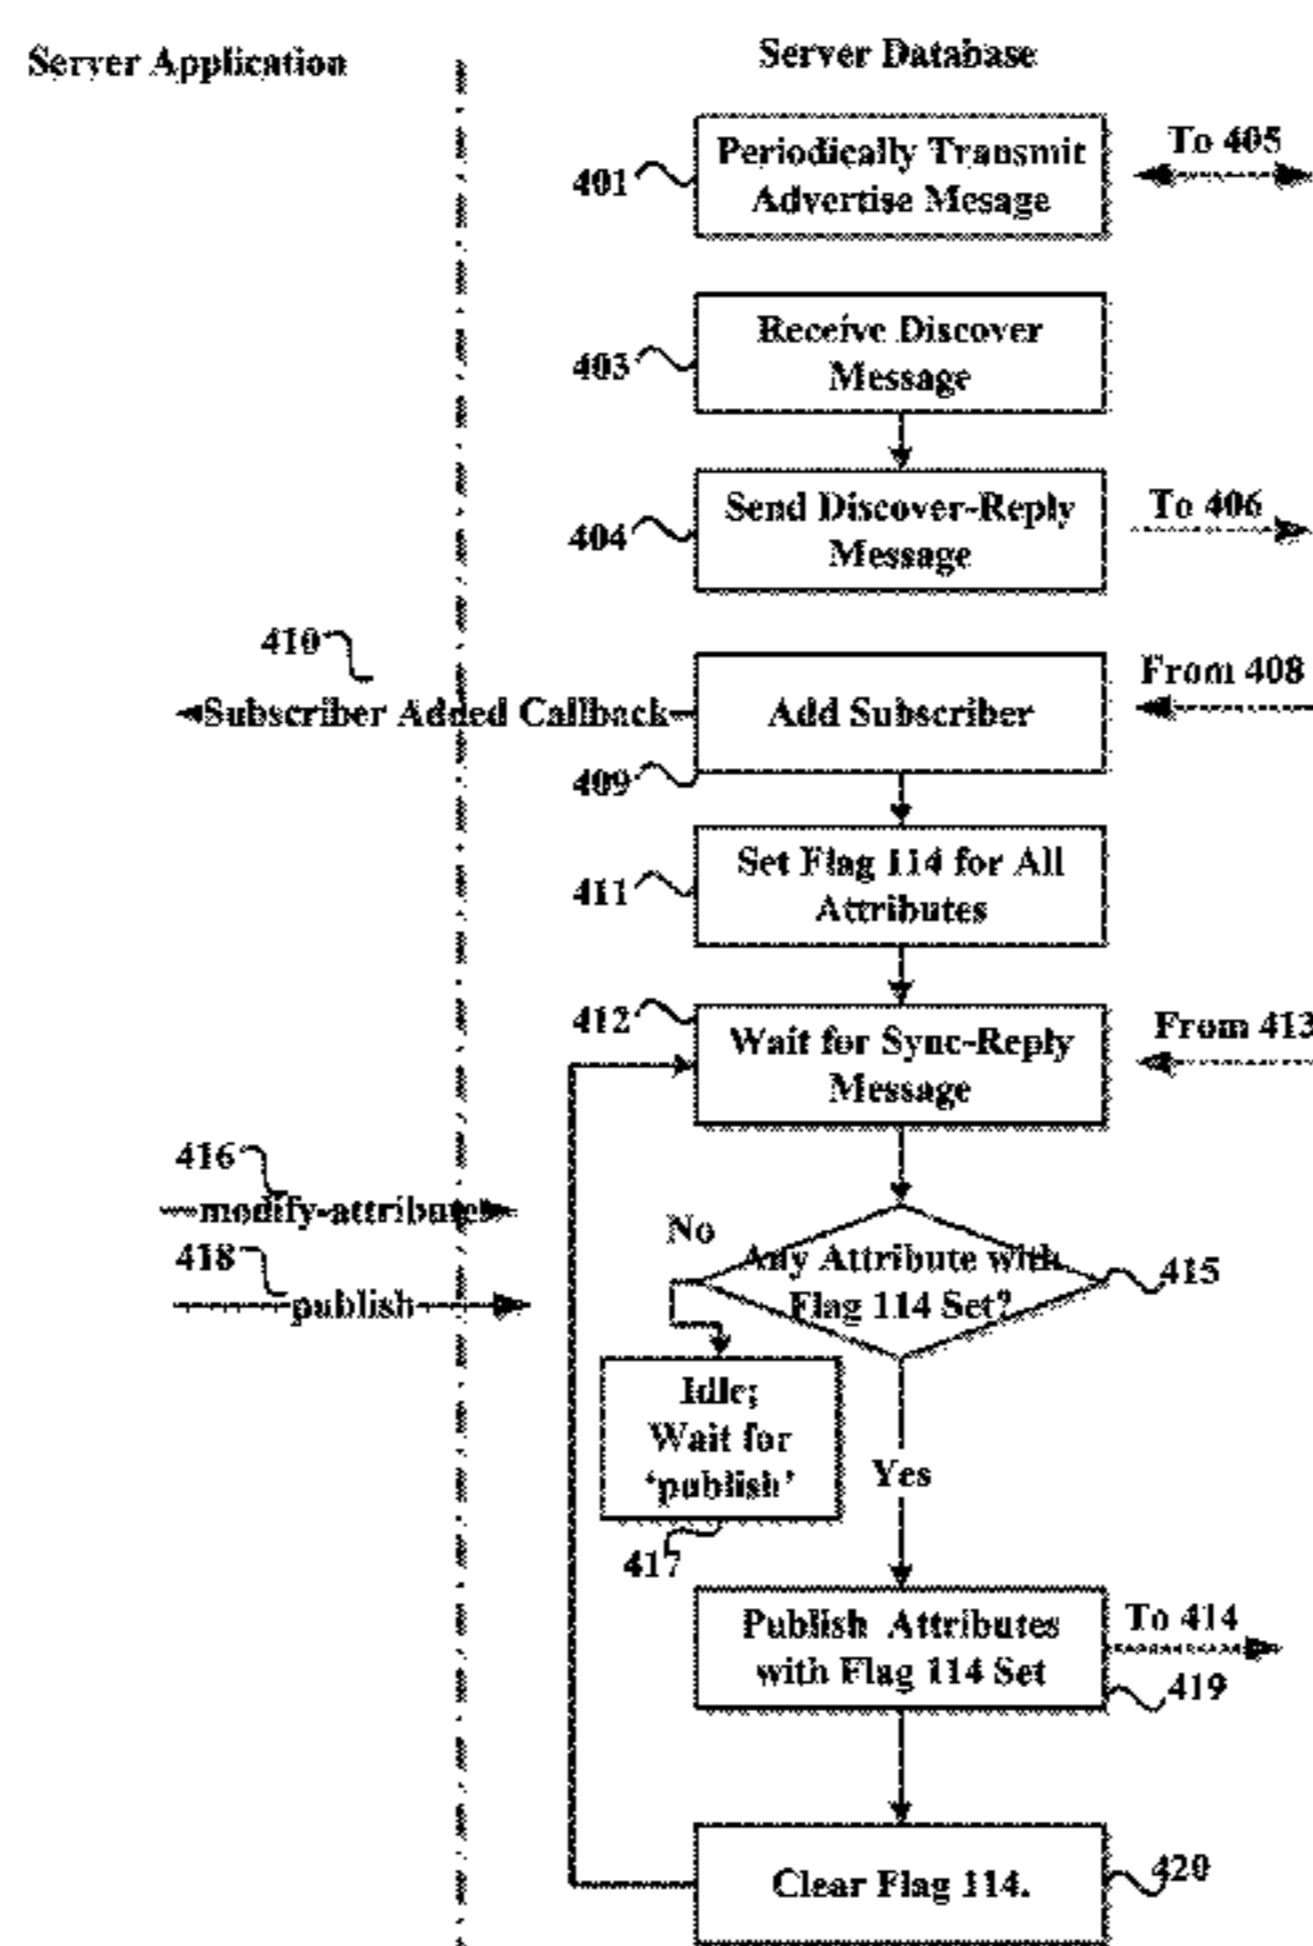 Server Application
Server Database
Periodically Transmit
Advertise Mesage
401
To 405
Receive Discover
Message
403
Send Discover-Reply
Message
404
To 406
410
Subscriber Added Callback
Add Subscriber
From 408
409
Set Flag 114 for All
Attributes
411
412
Wait for Sync-Reply
Message
From 413
416
modify-attributes
418
publish
No
Any Attribute with
Flag 114 Set?
415
Idle;
Wait for
‘publish’
417
Yes
Publish Attributes
with Flag 114 Set
To 414
419
Clear Flag 114.
420